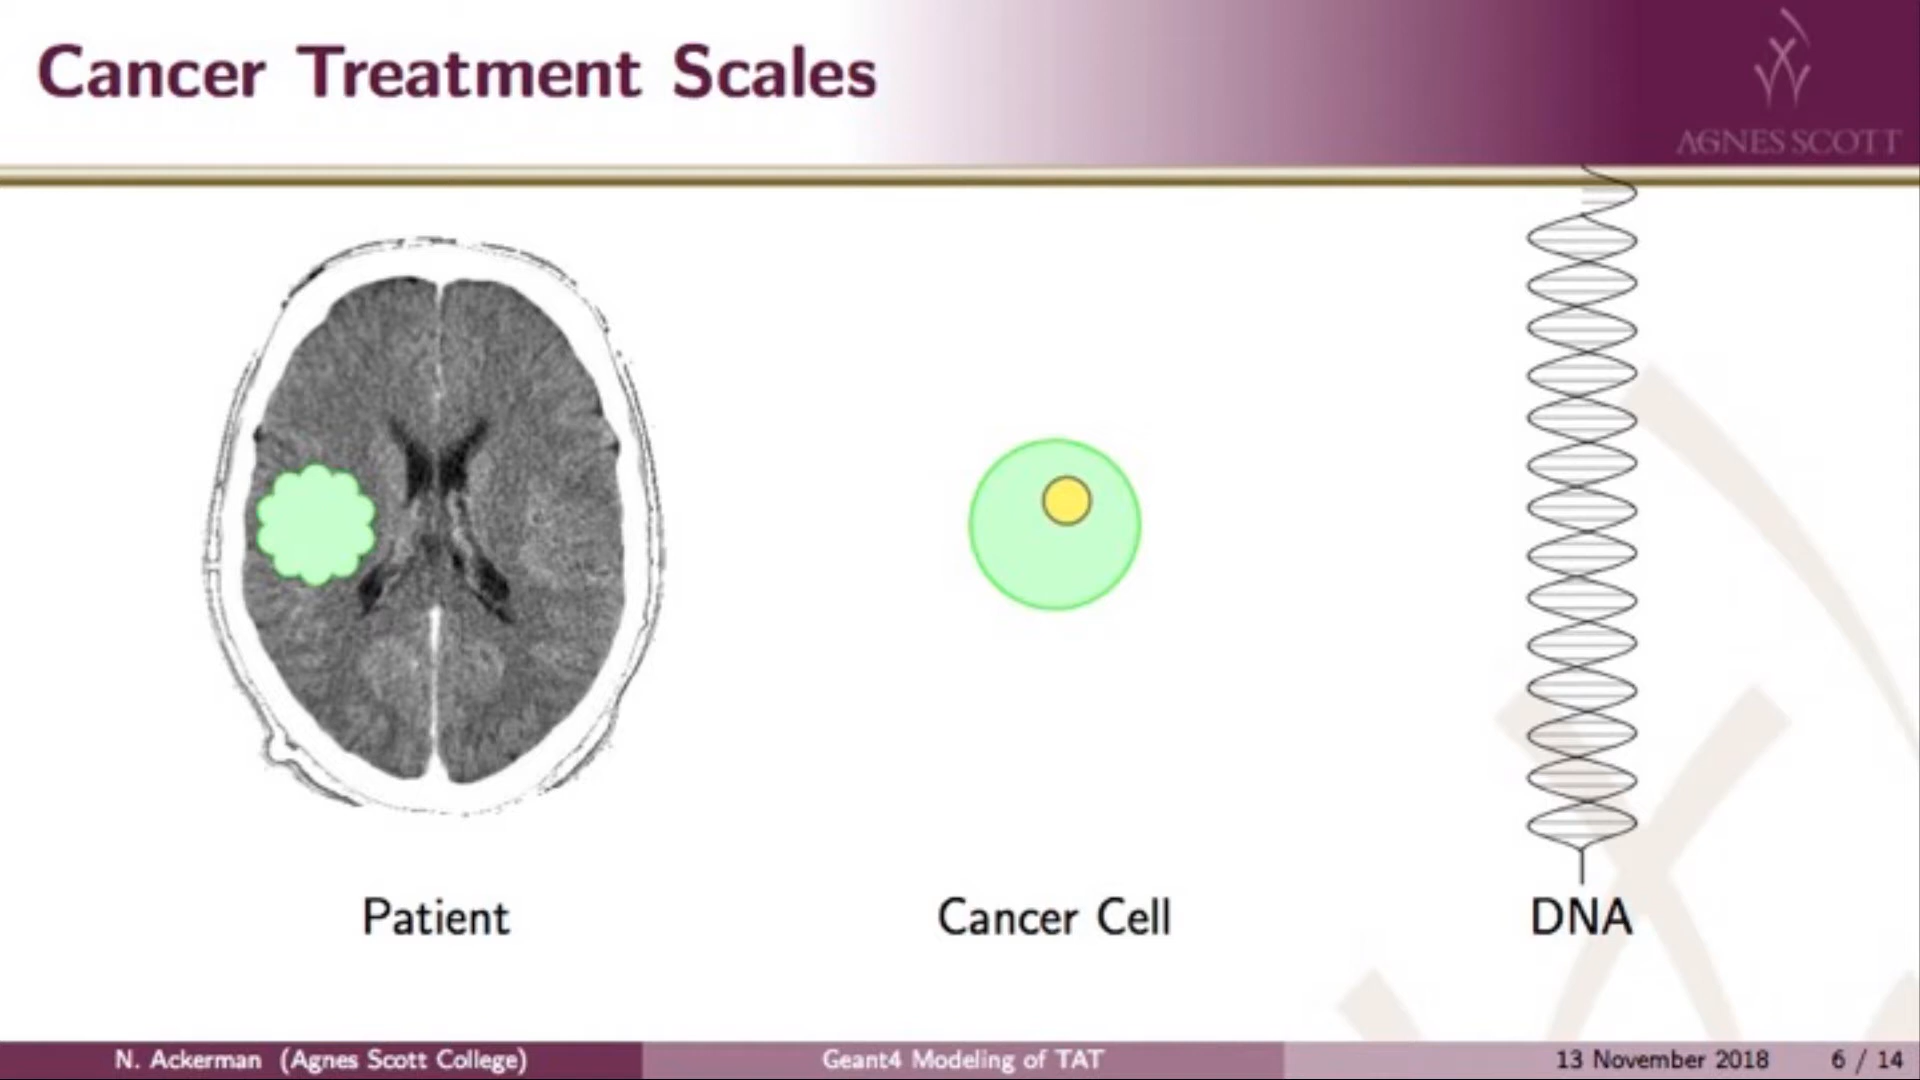 Cancer Treatment Scales
AGNES SCOTT
Patient
Cancer Cell
DNA
N. Ackerman (Agnes Scott College)
Geant4 Modeling of TAT
13 November 2018
6 / 14